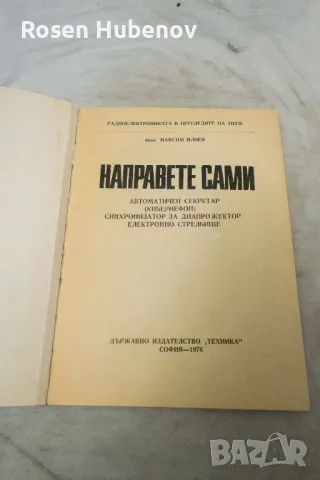 Rosen Hubenov
РАДИОЕЛЕКТРОНИКАТА В ПРЕГЛЕДИТЕ НА ТНТМ
Инж. МАКСИМ ИЛИЕВ
НАПРАВЕТЕ САМИ
АВТОМАТИЧЕН СЕКРЕТАР
(КИБЕРНЕФОН)
СИНХРОНИЗАТОР ЗА ДИАПРОЖЕКТОР
ЕЛЕКТРОННО СТРЕЛБИЩЕ
ДЪРЖАВНО ИЗДАТЕЛСТВО „ТЕХНИКА“
СОФИЯ—1976
bazar